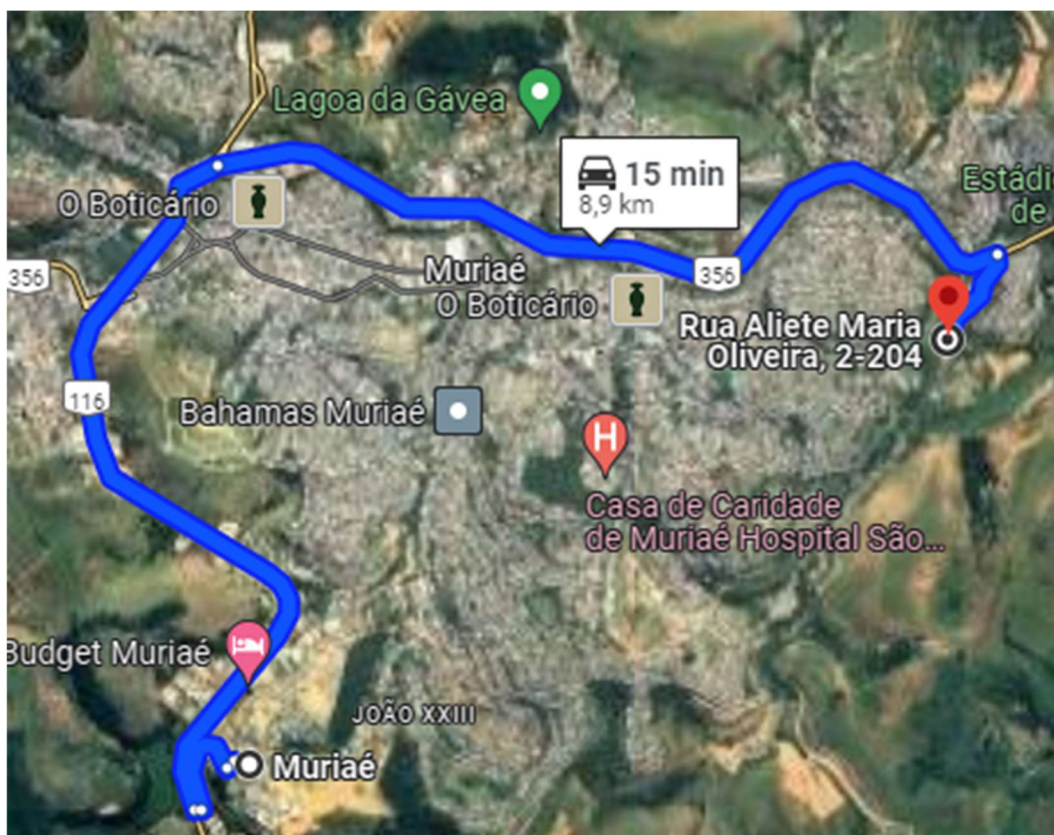 Lagoa da Gávea
15 min
8,9 km
Estádi
de
O Boticário
356
Muriaé
O Boticário
356
Rua Aliete Maria
Oliveira, 2-204
116
Bahamas Muriaé
H
Casa de Caridade
de Muriaé Hospital São...
Budget Muriaé
JOÃO XXIII
Muriaé